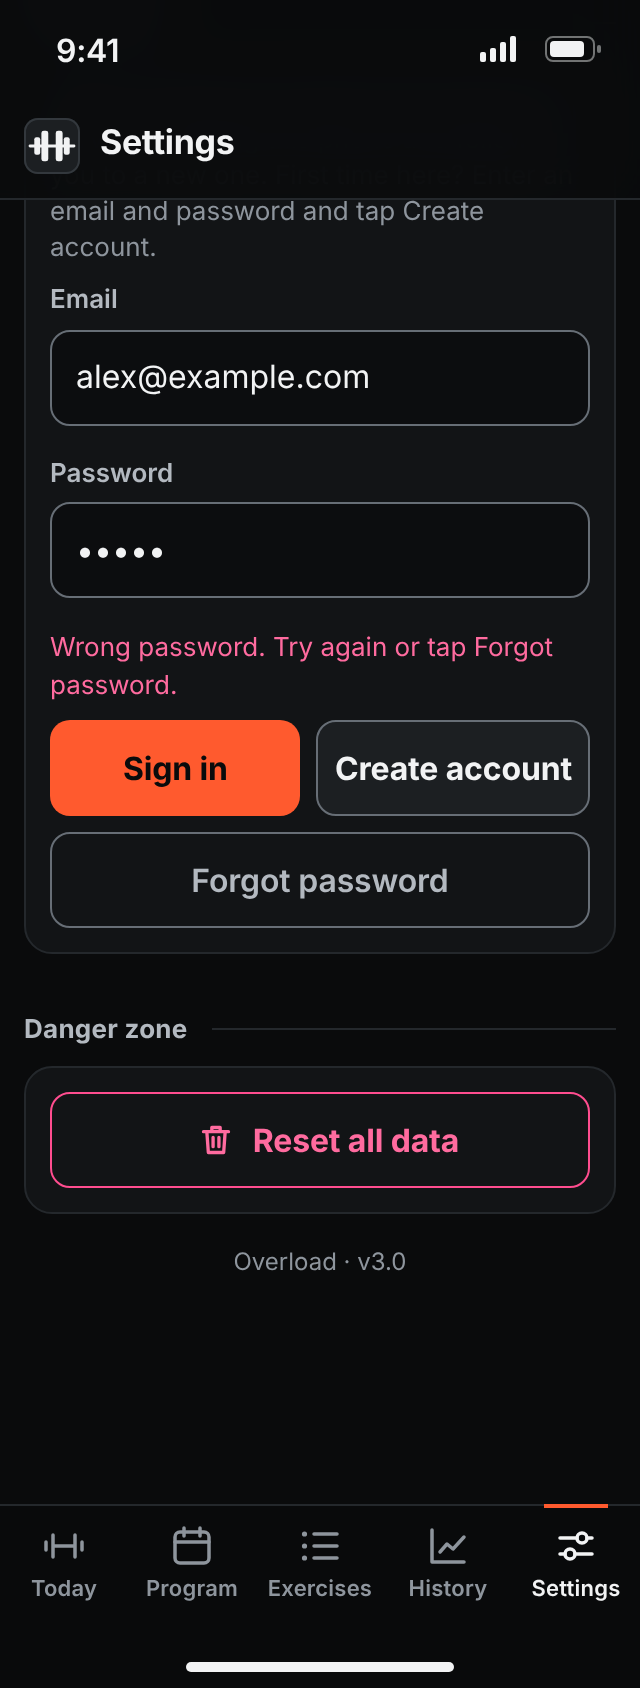 9:41
Settings
email and password and tap Create
account.
Email
alex@example.com
Password
•••••
Wrong password. Try again or tap Forgot
password.
Sign in
Create account
Forgot password
Danger zone
Reset all data
Overload · v3.0
Today
Program
Exercises
History
Settings